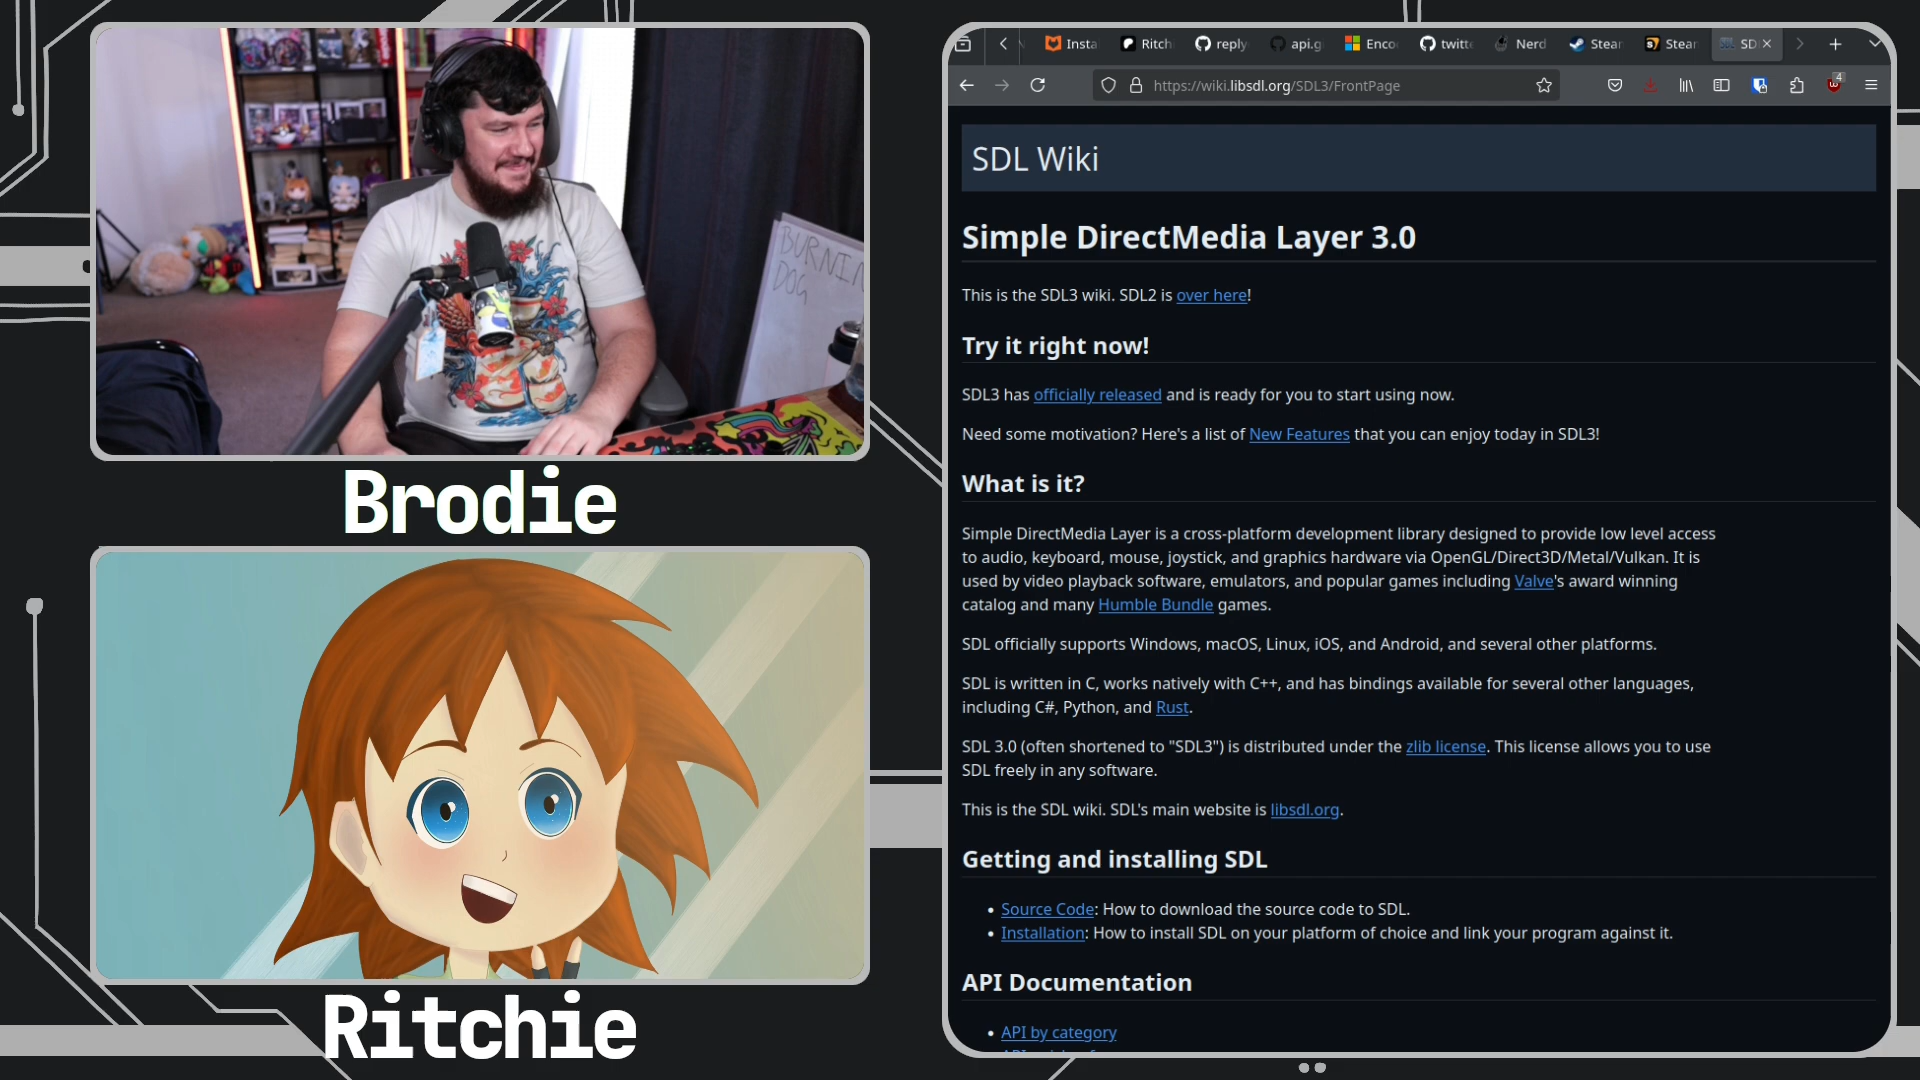 Insta
Ritch
reply
api.g
Enco
twitte
Nerd
Stear
Stear
SD
https://wiki.libsdl.org/SDL3/FrontPage
4
SDL Wiki
Simple DirectMedia Layer 3.0
This is the SDL3 wiki. SDL2 is over here!
Try it right now!
SDL3 has officially released and is ready for you to start using now.
Need some motivation? Here's a list of New Features that you can enjoy today in SDL3!
What is it?
Simple DirectMedia Layer is a cross-platform development library designed to provide low level access
to audio, keyboard, mouse, joystick, and graphics hardware via OpenGL/Direct3D/Metal/Vulkan. It is
used by video playback software, emulators, and popular games including Valve's award winning
catalog and many Humble Bundle games.
SDL officially supports Windows, macOS, Linux, iOS, and Android, and several other platforms.
SDL is written in C, works natively with C++, and has bindings available for several other languages,
including C#, Python, and Rust.
SDL 3.0 (often shortened to "SDL3") is distributed under the zlib license. This license allows you to use
SDL freely in any software.
This is the SDL wiki. SDL's main website is libsdl.org.
Getting and installing SDL
• Source Code: How to download the source code to SDL.
• Installation: How to install SDL on your platform of choice and link your program against it.
API Documentation
• API by category
BURNIN
DOG
Brodie
Ritchie